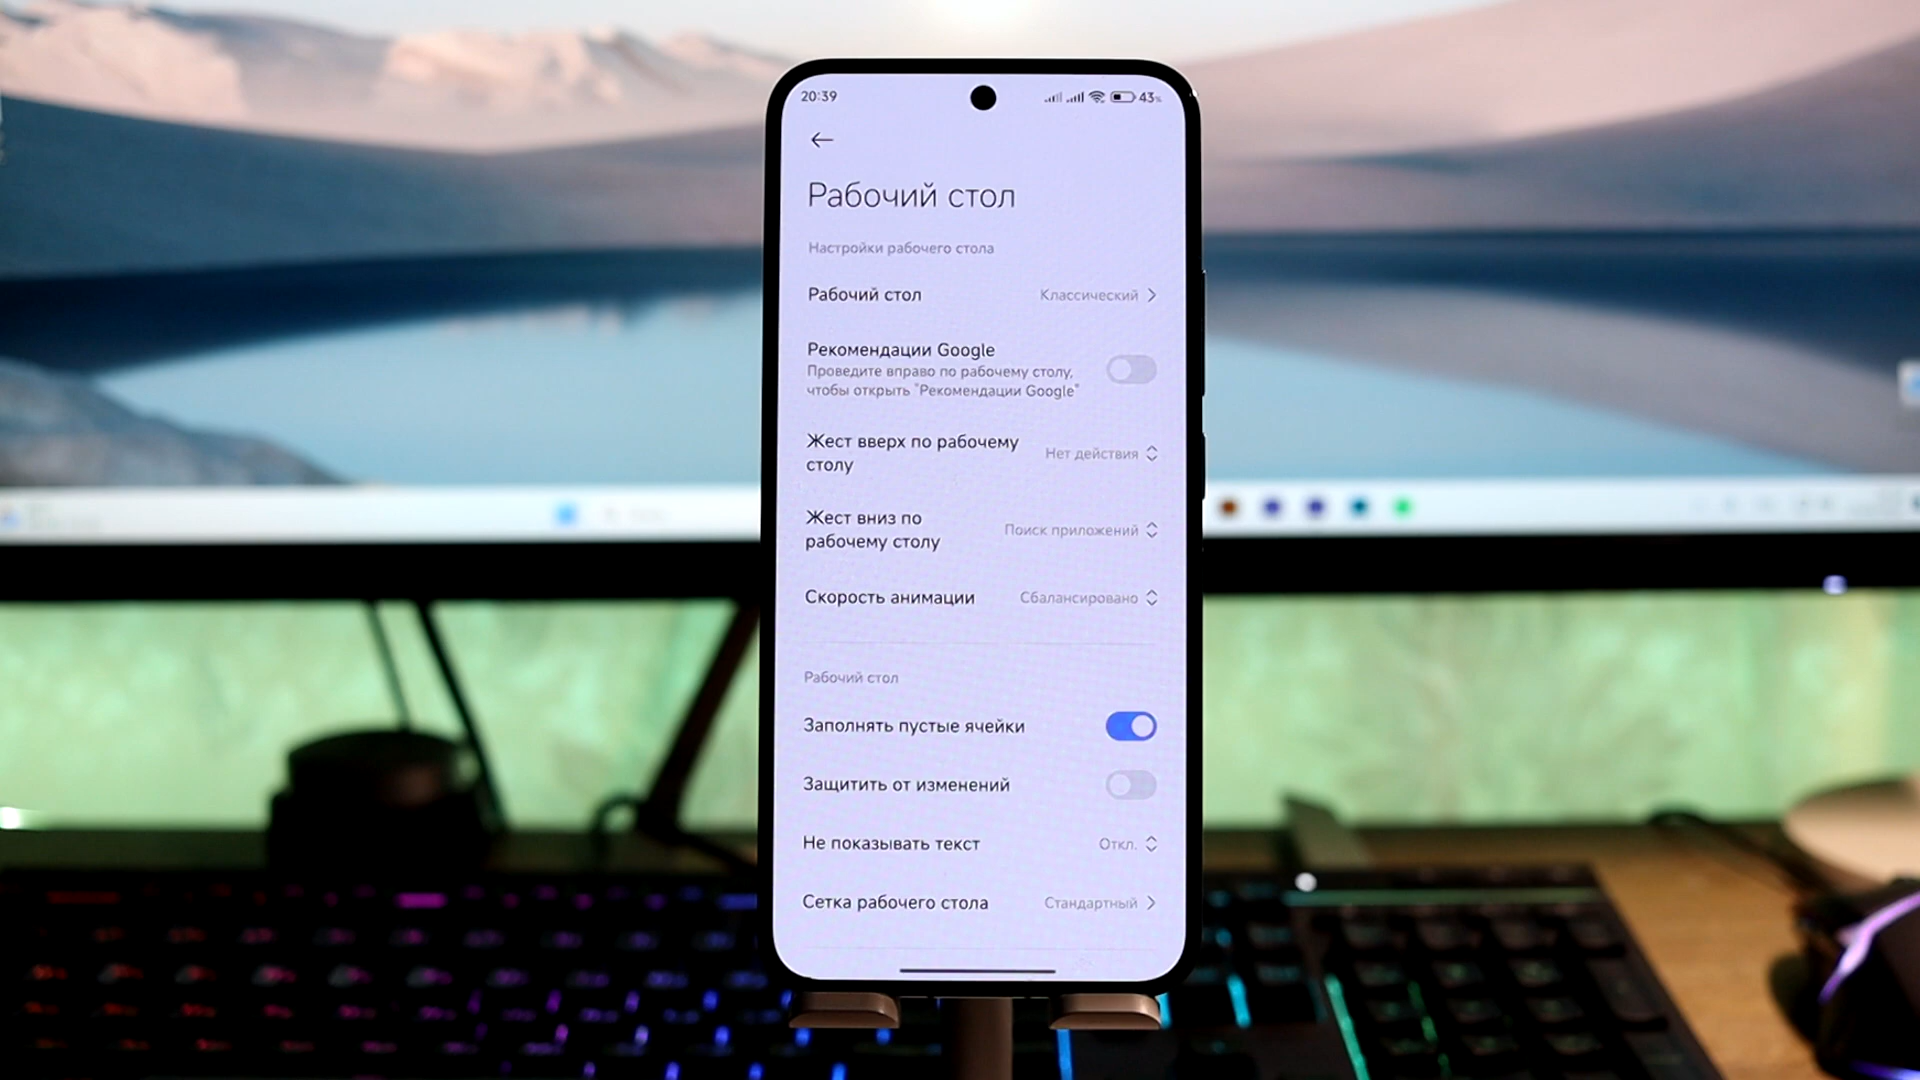 20:39
43%
Рабочий стол
Настройки рабочего стола
Рабочий стол
Классический
Рекомендации Google
Проведите вправо по рабочему столу,
чтобы открыть "Рекомендации Google"
Жест вверх по рабочему
столу
Нет действия
Жест вниз по
рабочему столу
Поиск приложений
Скорость анимации
Сбалансировано
Рабочий стол
Заполнять пустые ячейки
Защитить от изменений
Не показывать текст
Откл.
Сетка рабочего стола
Стандартный